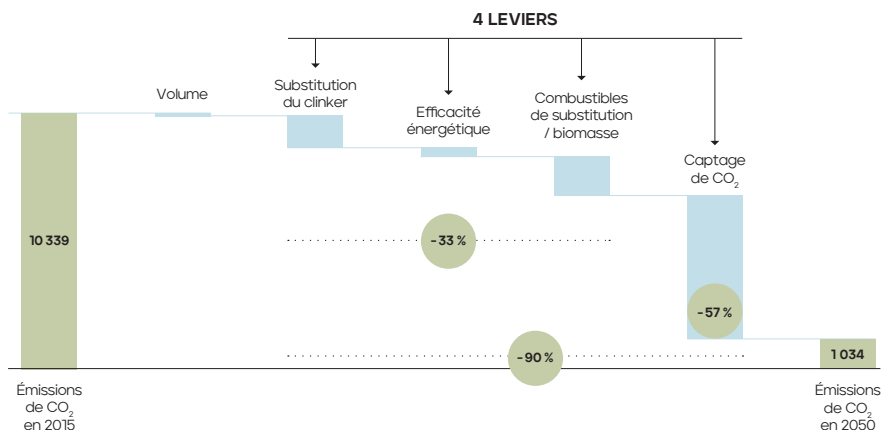 4 LEVIERS
Volume
Substitution
du clinker
Efficacité
énergétique
Combustibles
de substitution
/ biomasse
Captage
de CO₂
10 339
-33 %
-57 %
-90 %
1 034
Émissions
de CO₂
en 2015
Émissions
de CO₂
en 2050